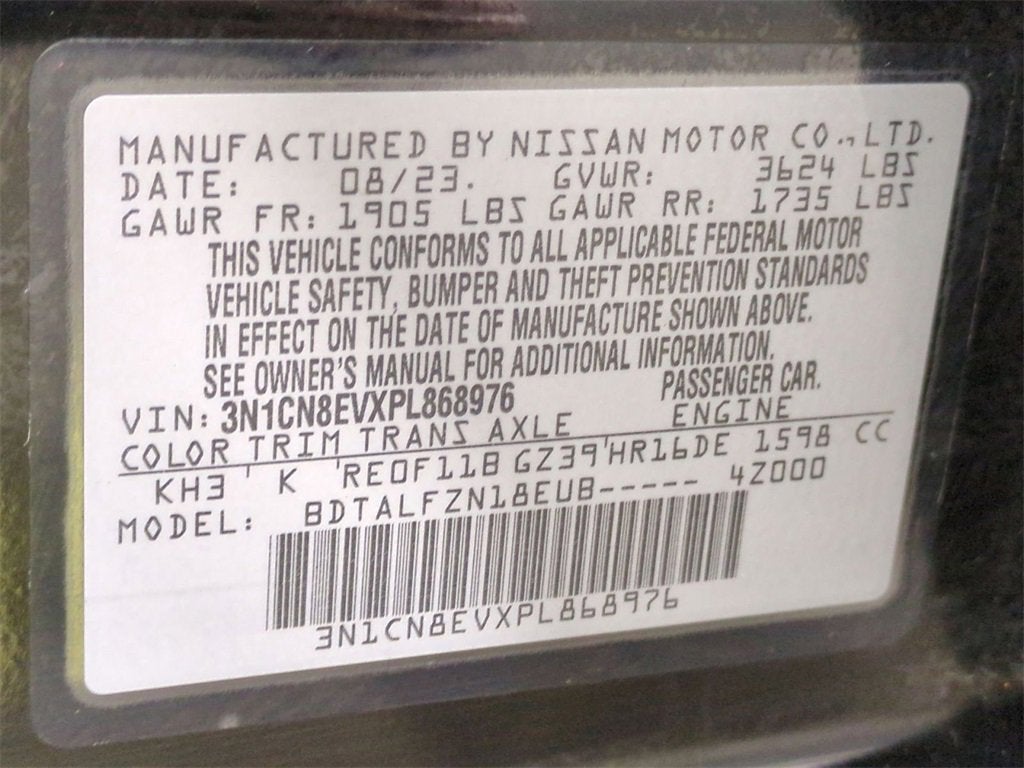 MANUFACTURED BY NISSAN MOTOR CO., LTD.
DATE: 08/23. GVWR: 3624 LBS
GAWR FR: 1905 LBS GAWR RR: 1735 LBS
THIS VEHICLE CONFORMS TO ALL APPLICABLE FEDERAL MOTOR
VEHICLE SAFETY, BUMPER AND THEFT PREVENTION STANDARDS
IN EFFECT ON THE DATE OF MANUFACTURE SHOWN ABOVE.
SEE OWNER'S MANUAL FOR ADDITIONAL INFORMATION.
VIN: 3N1CN8EVXPL868976 PASSENGER CAR.
COLOR TRIM TRANS AXLE ENGINE
KH3 ' K 'RE0F11B GZ39'HR16DE 1598 CC
MODEL: BDTALFZN18EUB----- 4Z000
3N1CN8EVXPL868976